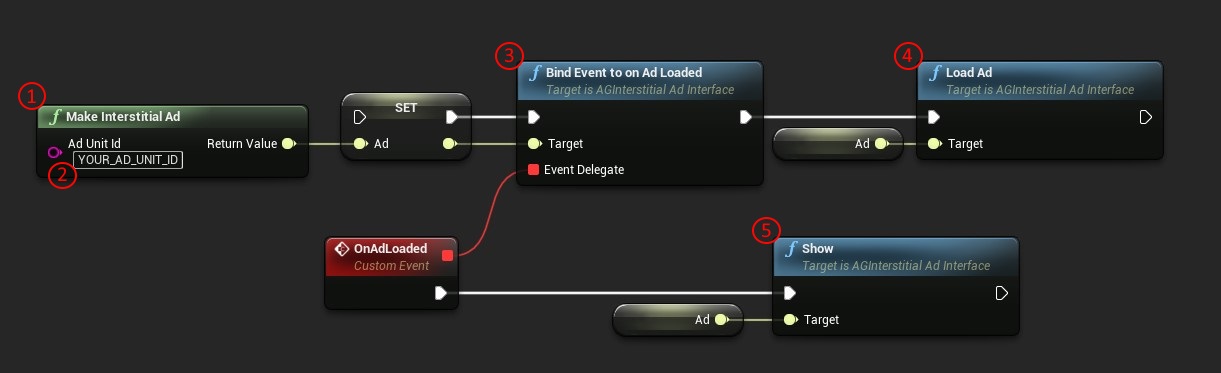 1
Make Interstitial Ad
Ad Unit Id
Return Value
YOUR_AD_UNIT_ID
2
SET
Ad
3
Bind Event to on Ad Loaded
Target is AGInterstitial Ad Interface
Target
Event Delegate
Ad
4
Load Ad
Target is AGInterstitial Ad Interface
Target
OnAdLoaded
Custom Event
Ad
5
Show
Target is AGInterstitial Ad Interface
Target